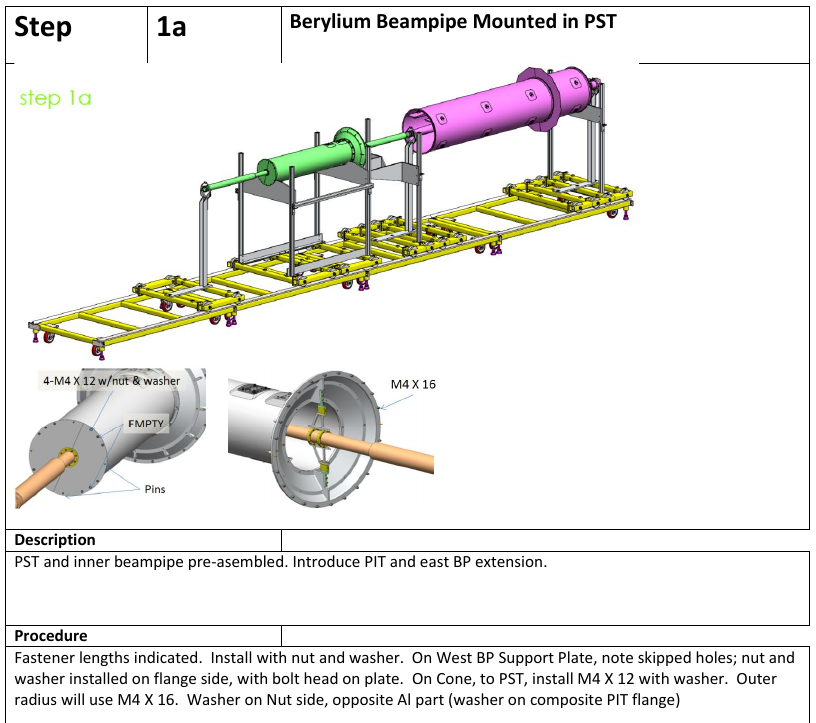 Step 1a Berylium Beampipe Mounted in PST
step 1a
4-M4 X 12 w/nut & washer
EMPTY
Pins
M4 X 16
Description
PST and inner beampipe pre-asembled. Introduce PIT and east BP extension.
Procedure
Fastener lengths indicated. Install with nut and washer. On West BP Support Plate, note skipped holes; nut and
washer installed on flange side, with bolt head on plate. On Cone, to PST, install M4 X 12 with washer. Outer
radius will use M4 X 16. Washer on Nut side, opposite Al part (washer on composite PIT flange)